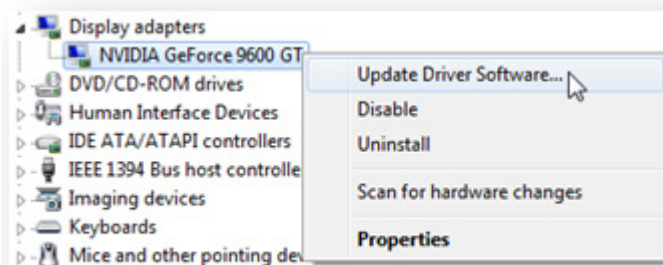 Display adapters
NVIDIA GeForce 9600 GT
DVD/CD-ROM drives
Human Interface Devices
IDE ATA/ATAPI controllers
IEEE 1394 Bus host controlle
Imaging devices
Keyboards
Mice and other pointing dev
Update Driver Software...
Disable
Uninstall
Scan for hardware changes
Properties